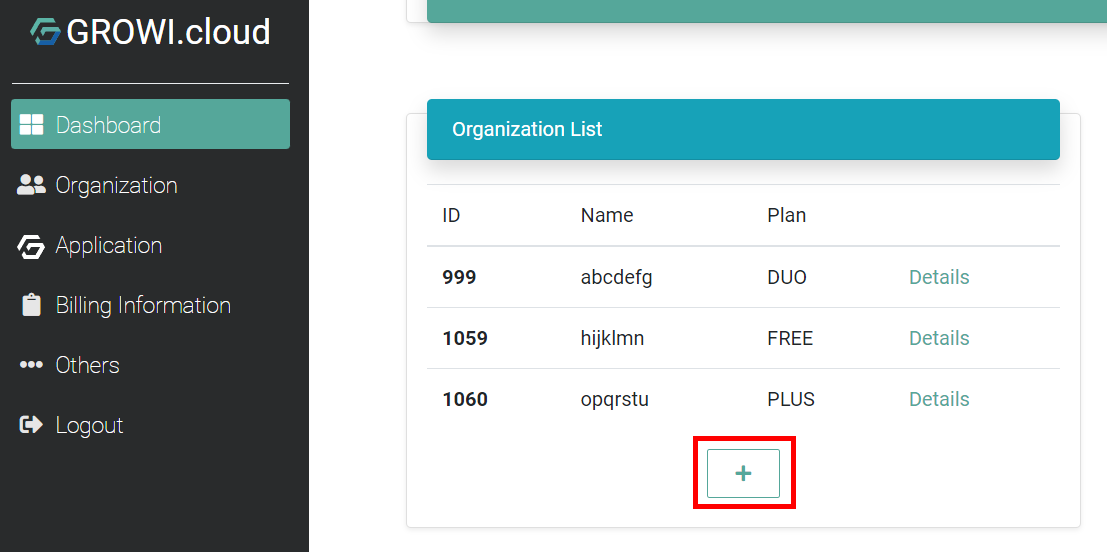 GROWI.cloud
Dashboard
Organization
Application
Billing Information
Others
Logout
Organization List
ID Name Plan
999 abcdefg DUO Details
1059 hijklmn FREE Details
1060 opqrstu PLUS Details
+